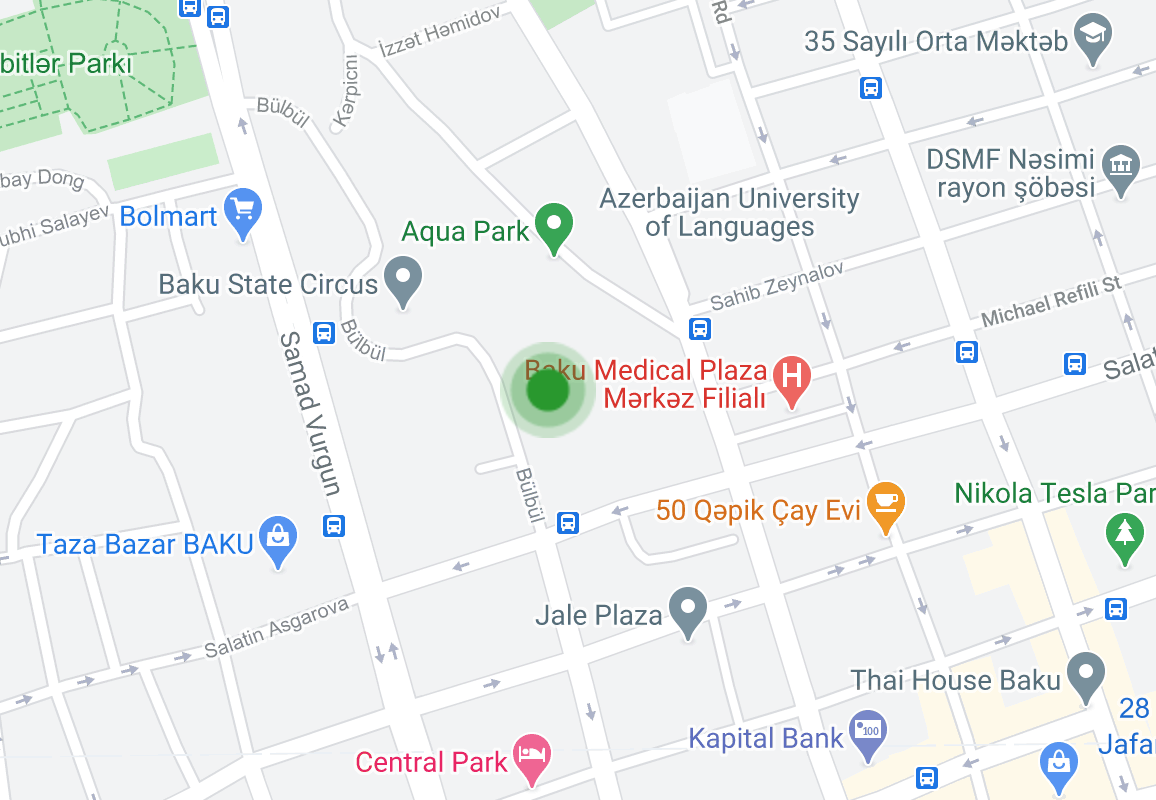 Rd
İzzət Həmidov
35 Sayılı Orta Məktəb
bitlər Parkı
Kərpicni
Bülbül
DSMF Nəsimi
rayon şöbəsi
bay Dong
ubhi Salayev
Bolmart
Azerbaijan University
of Languages
Aqua Park
Baku State Circus
Sahib Zeynalov
Michael Refili St
Bülbül
Samad Vurgun
Baku Medical Plaza
Mərkəz Filialı
Salat
Bülbül
50 Qəpik Çay Evi
Nikola Tesla Par
Taza Bazar BAKU
Salatin Asgarova
Jale Plaza
Thai House Baku
28
Jafar
Kapital Bank
100
Central Park